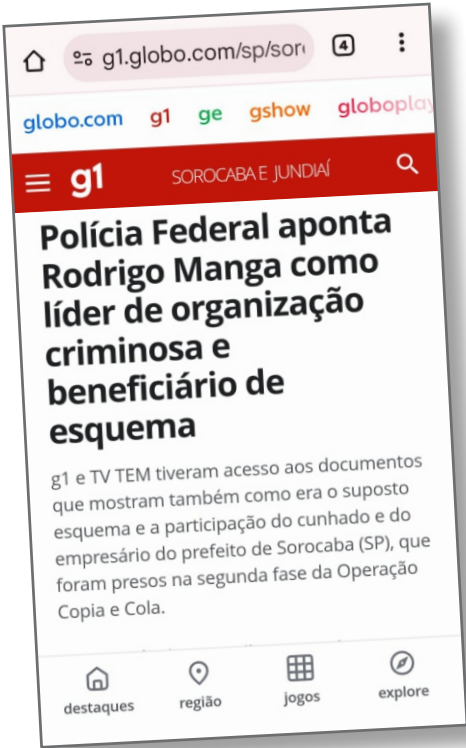 g1.globo.com/sp/sor
4
globo.com g1 ge gshow globoplay
g1 SOROCABA E JUNDIAÍ
Polícia Federal aponta
Rodrigo Manga como
líder de organização
criminosa e
beneficiário de
esquema
g1 e TV TEM tiveram acesso aos documentos
que mostram também como era o suposto
esquema e a participação do cunhado e do
empresário do prefeito de Sorocaba (SP), que
foram presos na segunda fase da Operação
Copia e Cola.
destaques região jogos explore